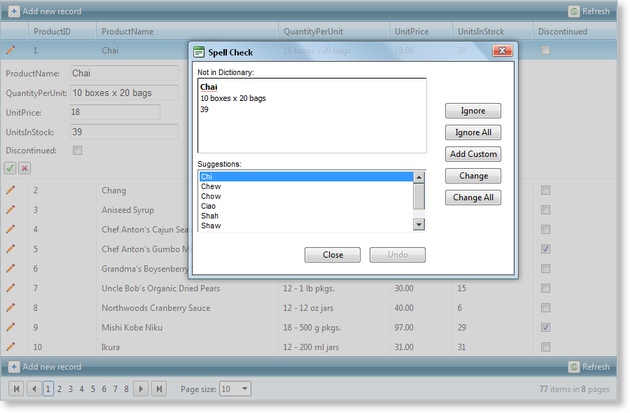 Add new record Refresh
ProductID ProductName QuantityPerUnit UnitPrice UnitsInStock Discontinued
1 Chai 10 boxes x 20 bags 18.00 39
Spell Check
ProductName: Chai
QuantityPerUnit: 10 boxes x 20 bags
UnitPrice: 18
UnitsInStock: 39
Discontinued:
Not in Dictionary:
Chai
10 boxes x 20 bags
39
Ignore
Ignore All
Add Custom
Change
Change All
Suggestions:
Chi
Chew
Chow
Ciao
Shah
Shaw
Close Undo
2 Chang
3 Aniseed Syrup
4 Chef Anton's Cajun Sea
5 Chef Anton's Gumbo M
6 Grandma's Boysenberry
7 Uncle Bob's Organic Dried Pears 12 - 1 lb pkgs. 30.00 15
8 Northwoods Cranberry Sauce 12 - 12 oz jars 40.00 6
9 Mishi Kobe Niku 18 - 500 g pkgs. 97.00 29
10 Ikura 12 - 200 ml jars 31.00 31
Add new record Refresh
1 2 3 4 5 6 7 8 Page size: 10 77 items in 8 pages